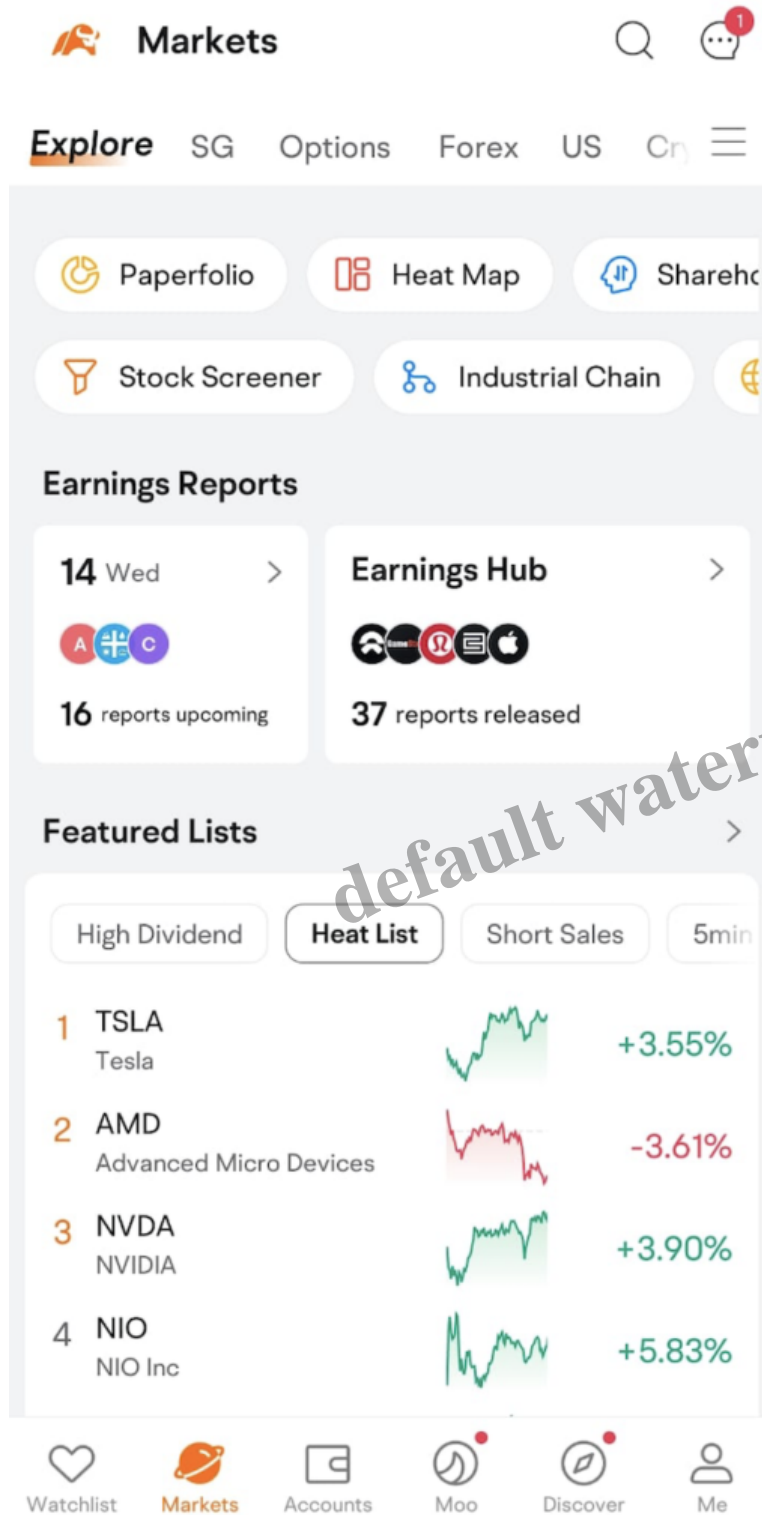 Markets
1
Explore SG Options Forex US
Paperfolio Heat Map
Stock Screener Industrial Chain
Earnings Reports
14 Wed
A C
16 reports upcoming
Earnings Hub
37 reports released
default
Featured Lists
High Dividend Heat List Short Sales 5min
1 TSLA +3.55%
Tesla
2 AMD -3.61%
Advanced Micro Devices
3 NVDA +3.90%
NVIDIA
4 NIO +5.83%
NIO Inc
Watchlist Markets Accounts Moo Discover Me